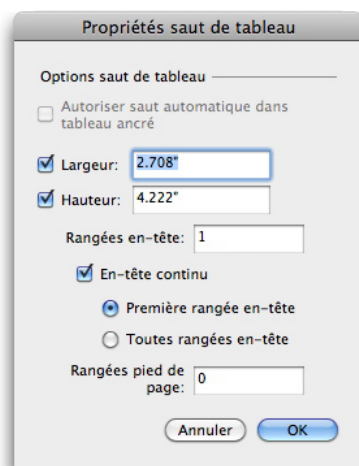 Propriétés saut de tableau
Options saut de tableau
Autoriser saut automatique dans
tableau ancré
Largeur: 2.708"
Hauteur: 4.222"
Rangées en-tête: 1
En-tête continu
Première rangée en-tête
Toutes rangées en-tête
Rangées pied de
page: 0
Annuler OK